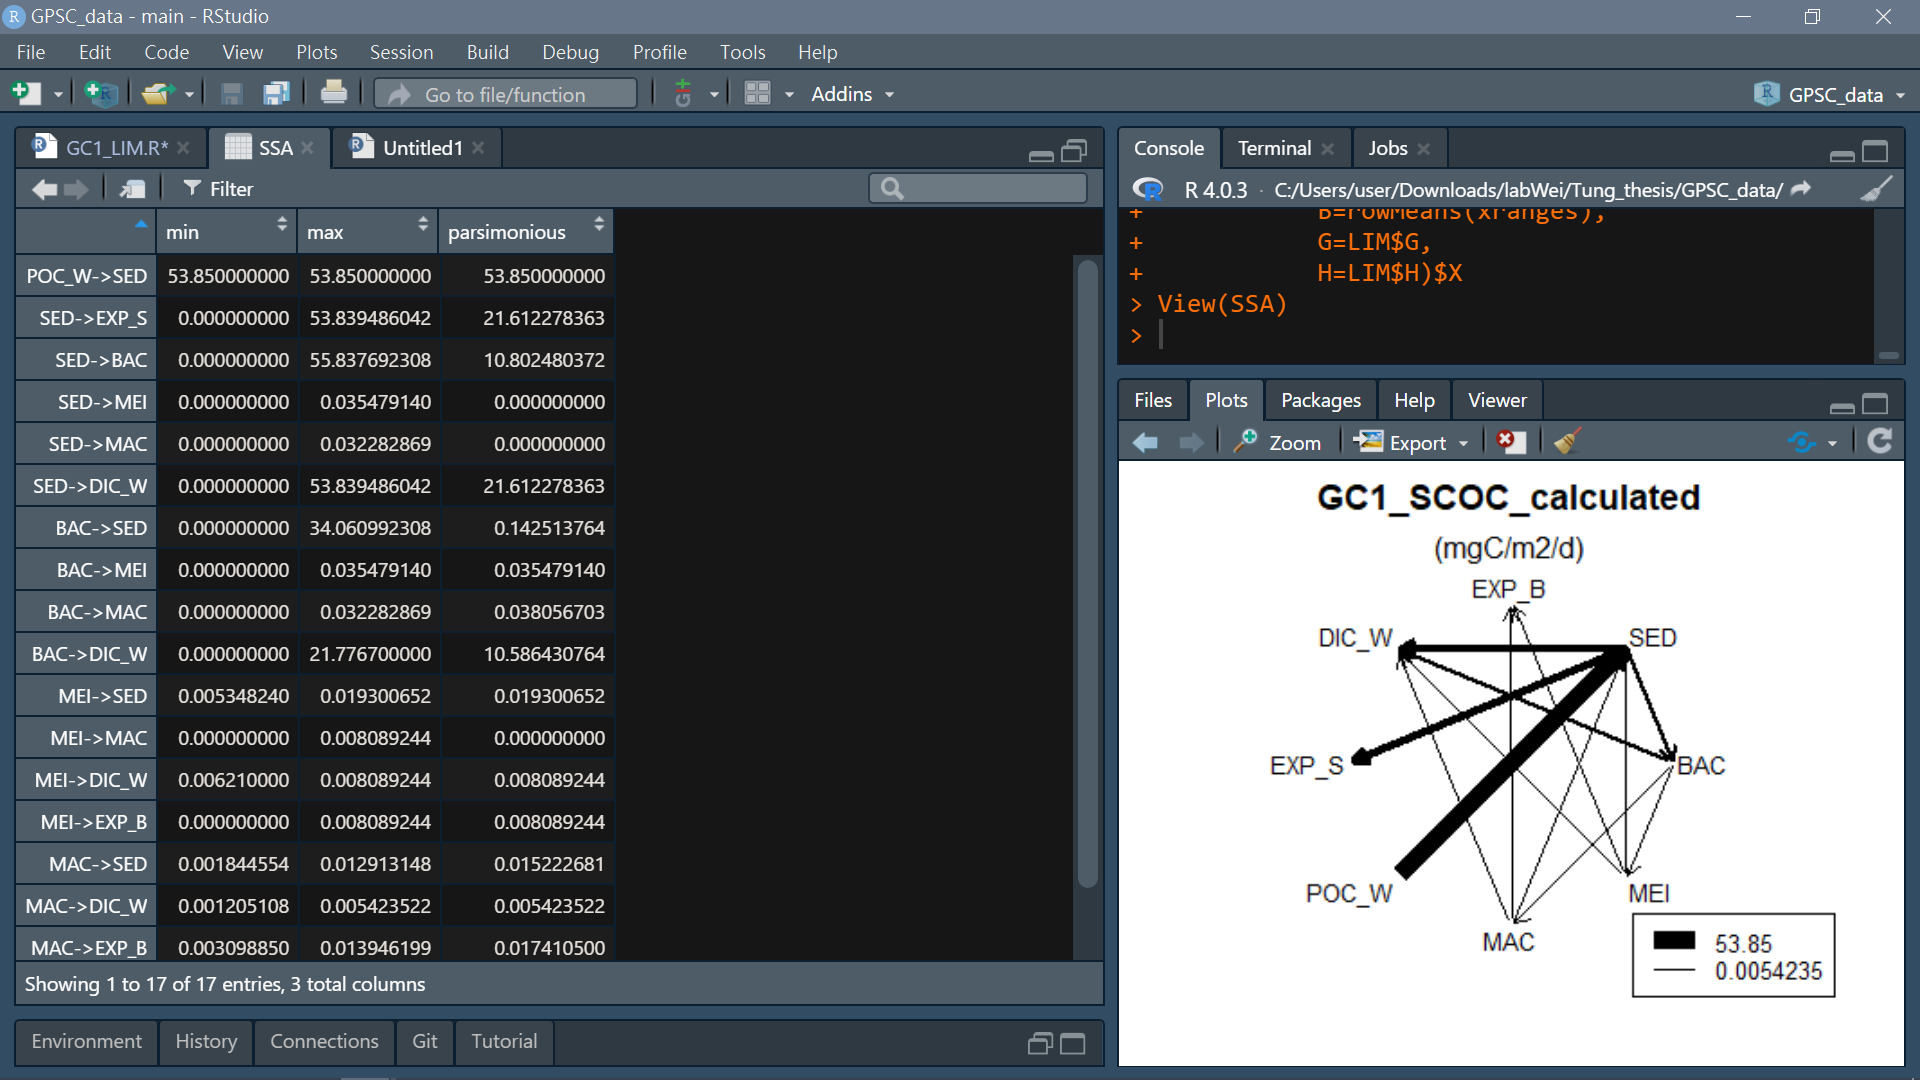 GPSC_data - main - RStudio
File Edit Code View Plots Session Build Debug Profile Tools Help
Go to file/function Addins GPSC_data
GC1_LIM.R* SSA Untitled1
Filter
min max parsimonious
POC_W->SED 53.850000000 53.850000000 53.850000000
SED->EXP_S 0.000000000 53.839486042 21.612278363
SED->BAC 0.000000000 55.837692308 10.802480372
SED->MEI 0.000000000 0.035479140 0.000000000
SED->MAC 0.000000000 0.032282869 0.000000000
SED->DIC_W 0.000000000 53.839486042 21.612278363
BAC->SED 0.000000000 34.060992308 0.142513764
BAC->MEI 0.000000000 0.035479140 0.035479140
BAC->MAC 0.000000000 0.032282869 0.038056703
BAC->DIC_W 0.000000000 21.776700000 10.586430764
MEI->SED 0.005348240 0.019300652 0.019300652
MEI->MAC 0.000000000 0.008089244 0.000000000
MEI->DIC_W 0.006210000 0.008089244 0.008089244
MEI->EXP_B 0.000000000 0.008089244 0.008089244
MAC->SED 0.001844554 0.012913148 0.015222681
MAC->DIC_W 0.001205108 0.005423522 0.005423522
MAC->EXP_B 0.003098850 0.013946199 0.017410500
Showing 1 to 17 of 17 entries, 3 total columns
Environment History Connections Git Tutorial
Console Terminal Jobs
R 4.0.3 · C:/Users/user/Downloads/labWei/Tung_thesis/GPSC_data/
+ B=rowMeans(xranges),
+ G=LIM$G,
+ H=LIM$H)$X
> View(SSA)
>
Files Plots Packages Help Viewer
Zoom Export
GC1_SCOC_calculated
(mgC/m2/d)
EXP_B
DIC_W SED
EXP_S BAC
POC_W MEI
MAC
53.85
0.0054235